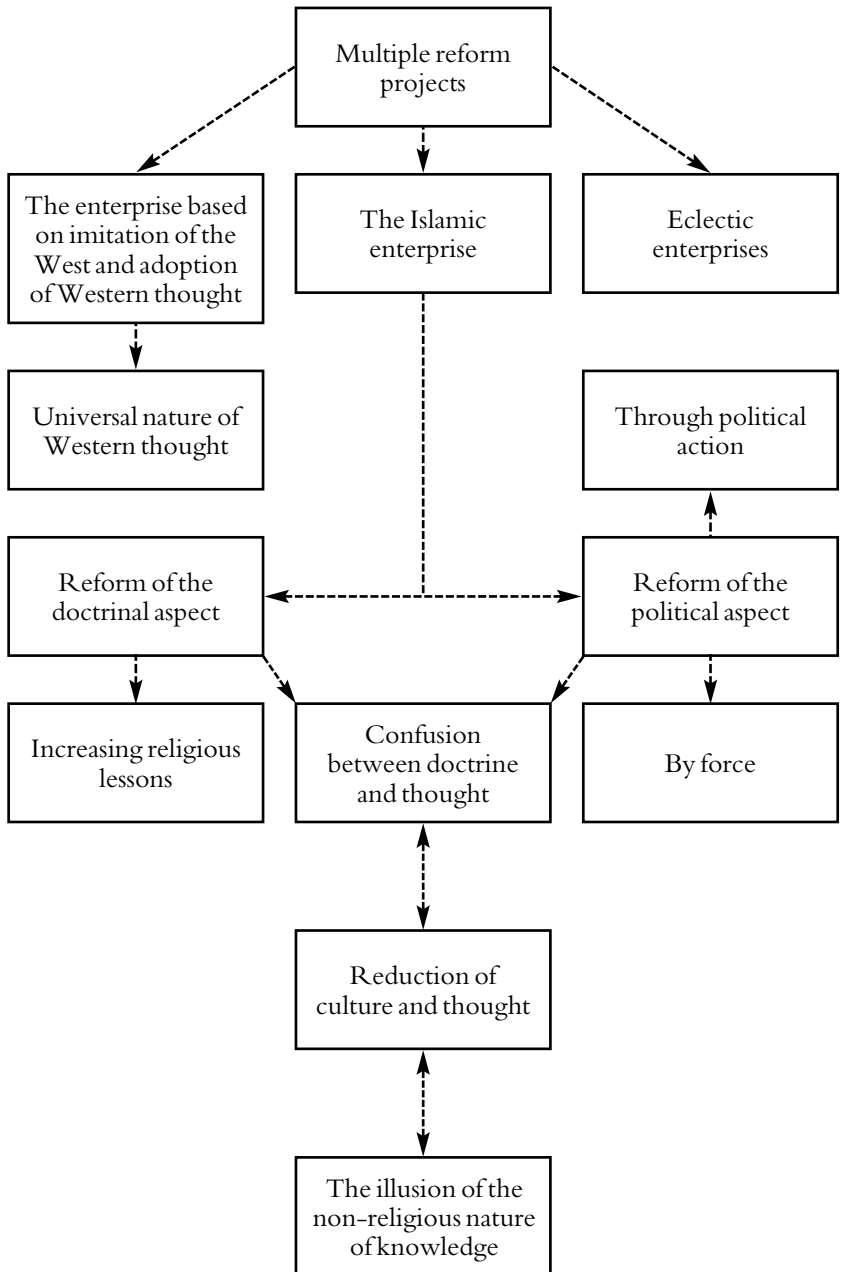 Multiple reform
projects
The enterprise based
on imitation of the
West and adoption
of Western thought
The Islamic
enterprise
Eclectic
enterprises
Universal nature of
Western thought
Through political
action
Reform of the
doctrinal aspect
Reform of the
political aspect
Increasing religious
lessons
Confusion
between doctrine
and thought
By force
Reduction of
culture and thought
The illusion of the
non-religious nature
of knowledge